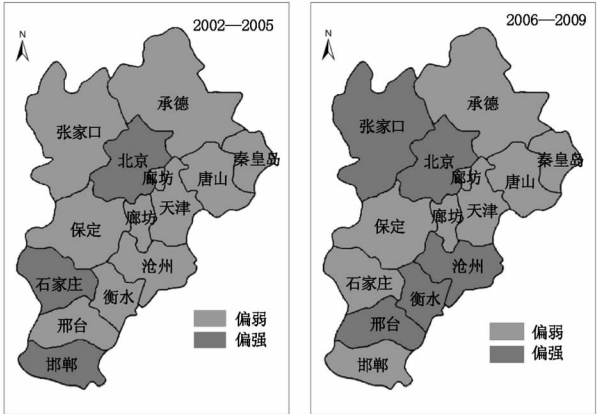 2002—2005
N
承德
张家口
北京
秦皇岛
廊坊
唐山
天津
保定
廊坊
沧州
石家庄
衡水
邢台
邯郸
偏弱
偏强
2006—2009
N
承德
张家口
北京
秦皇岛
廊坊
唐山
天津
保定
廊坊
沧州
石家庄
衡水
邢台
邯郸
偏弱
偏强